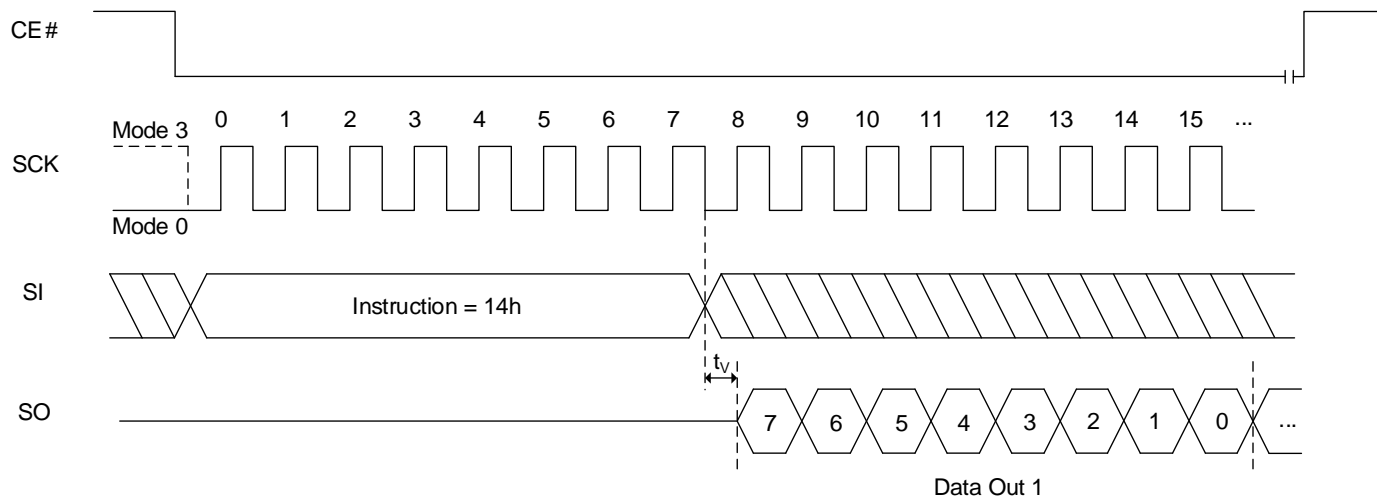 CE#
Mode 3
0 1 2 3 4 5 6 7 8 9 10 11 12 13 14 15 ...
SCK
Mode 0
SI
Instruction = 14h
tV
SO
7 6 5 4 3 2 1 0 ...
Data Out 1